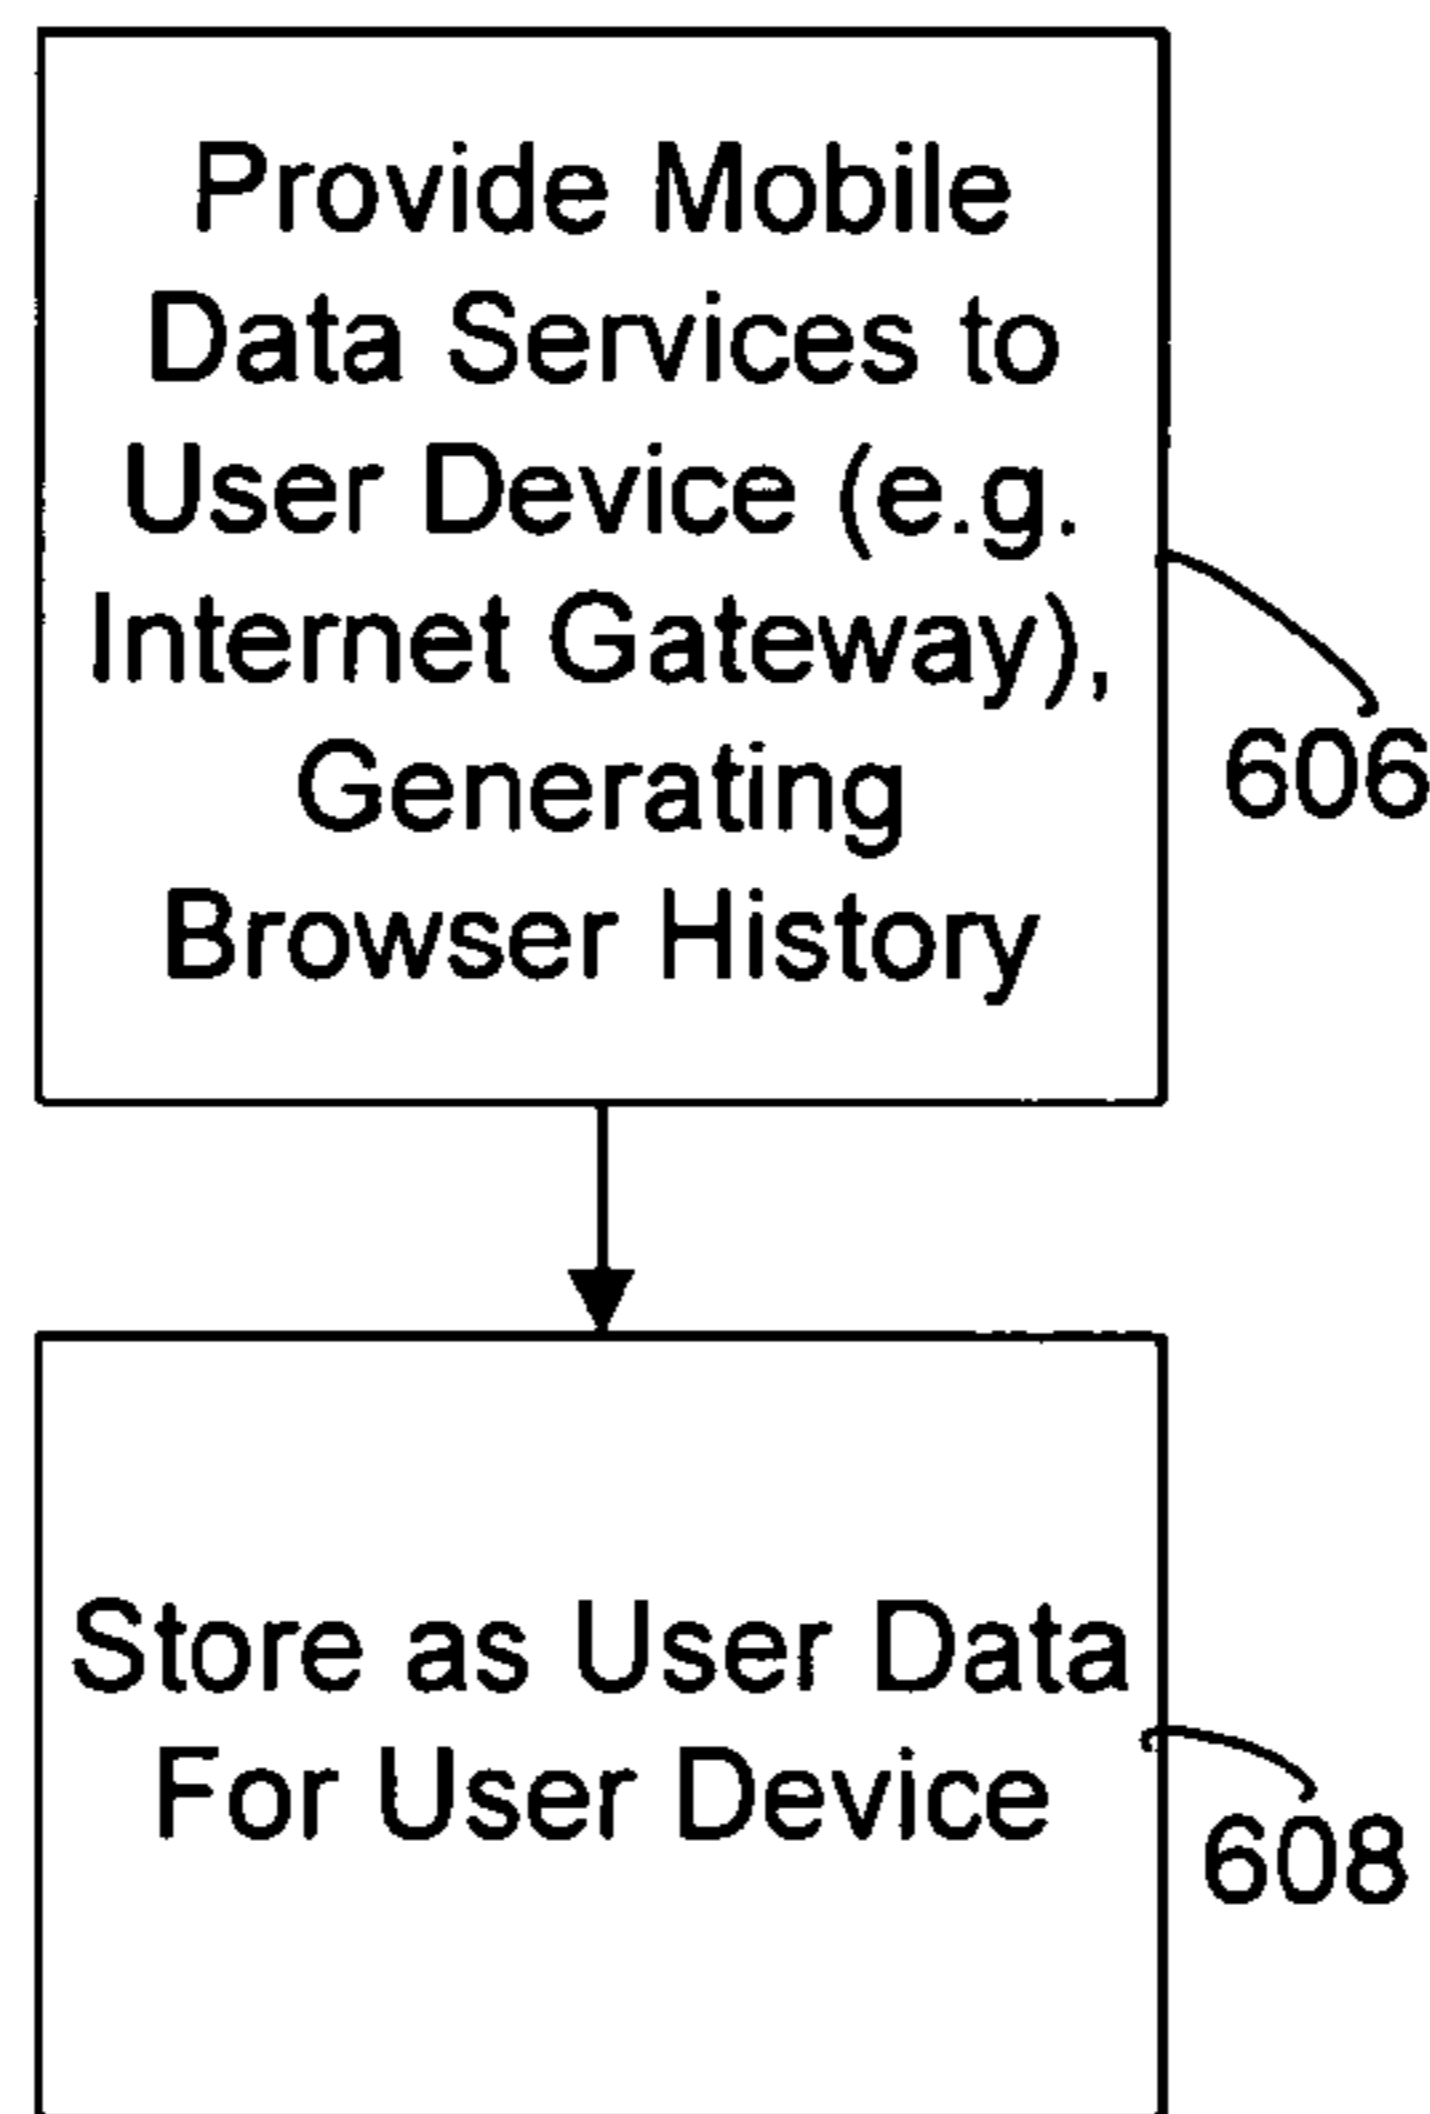 Provide Mobile
Data Services to
User Device (e.g.
Internet Gateway),
Generating
Browser History
606
Store as User Data
For User Device
608